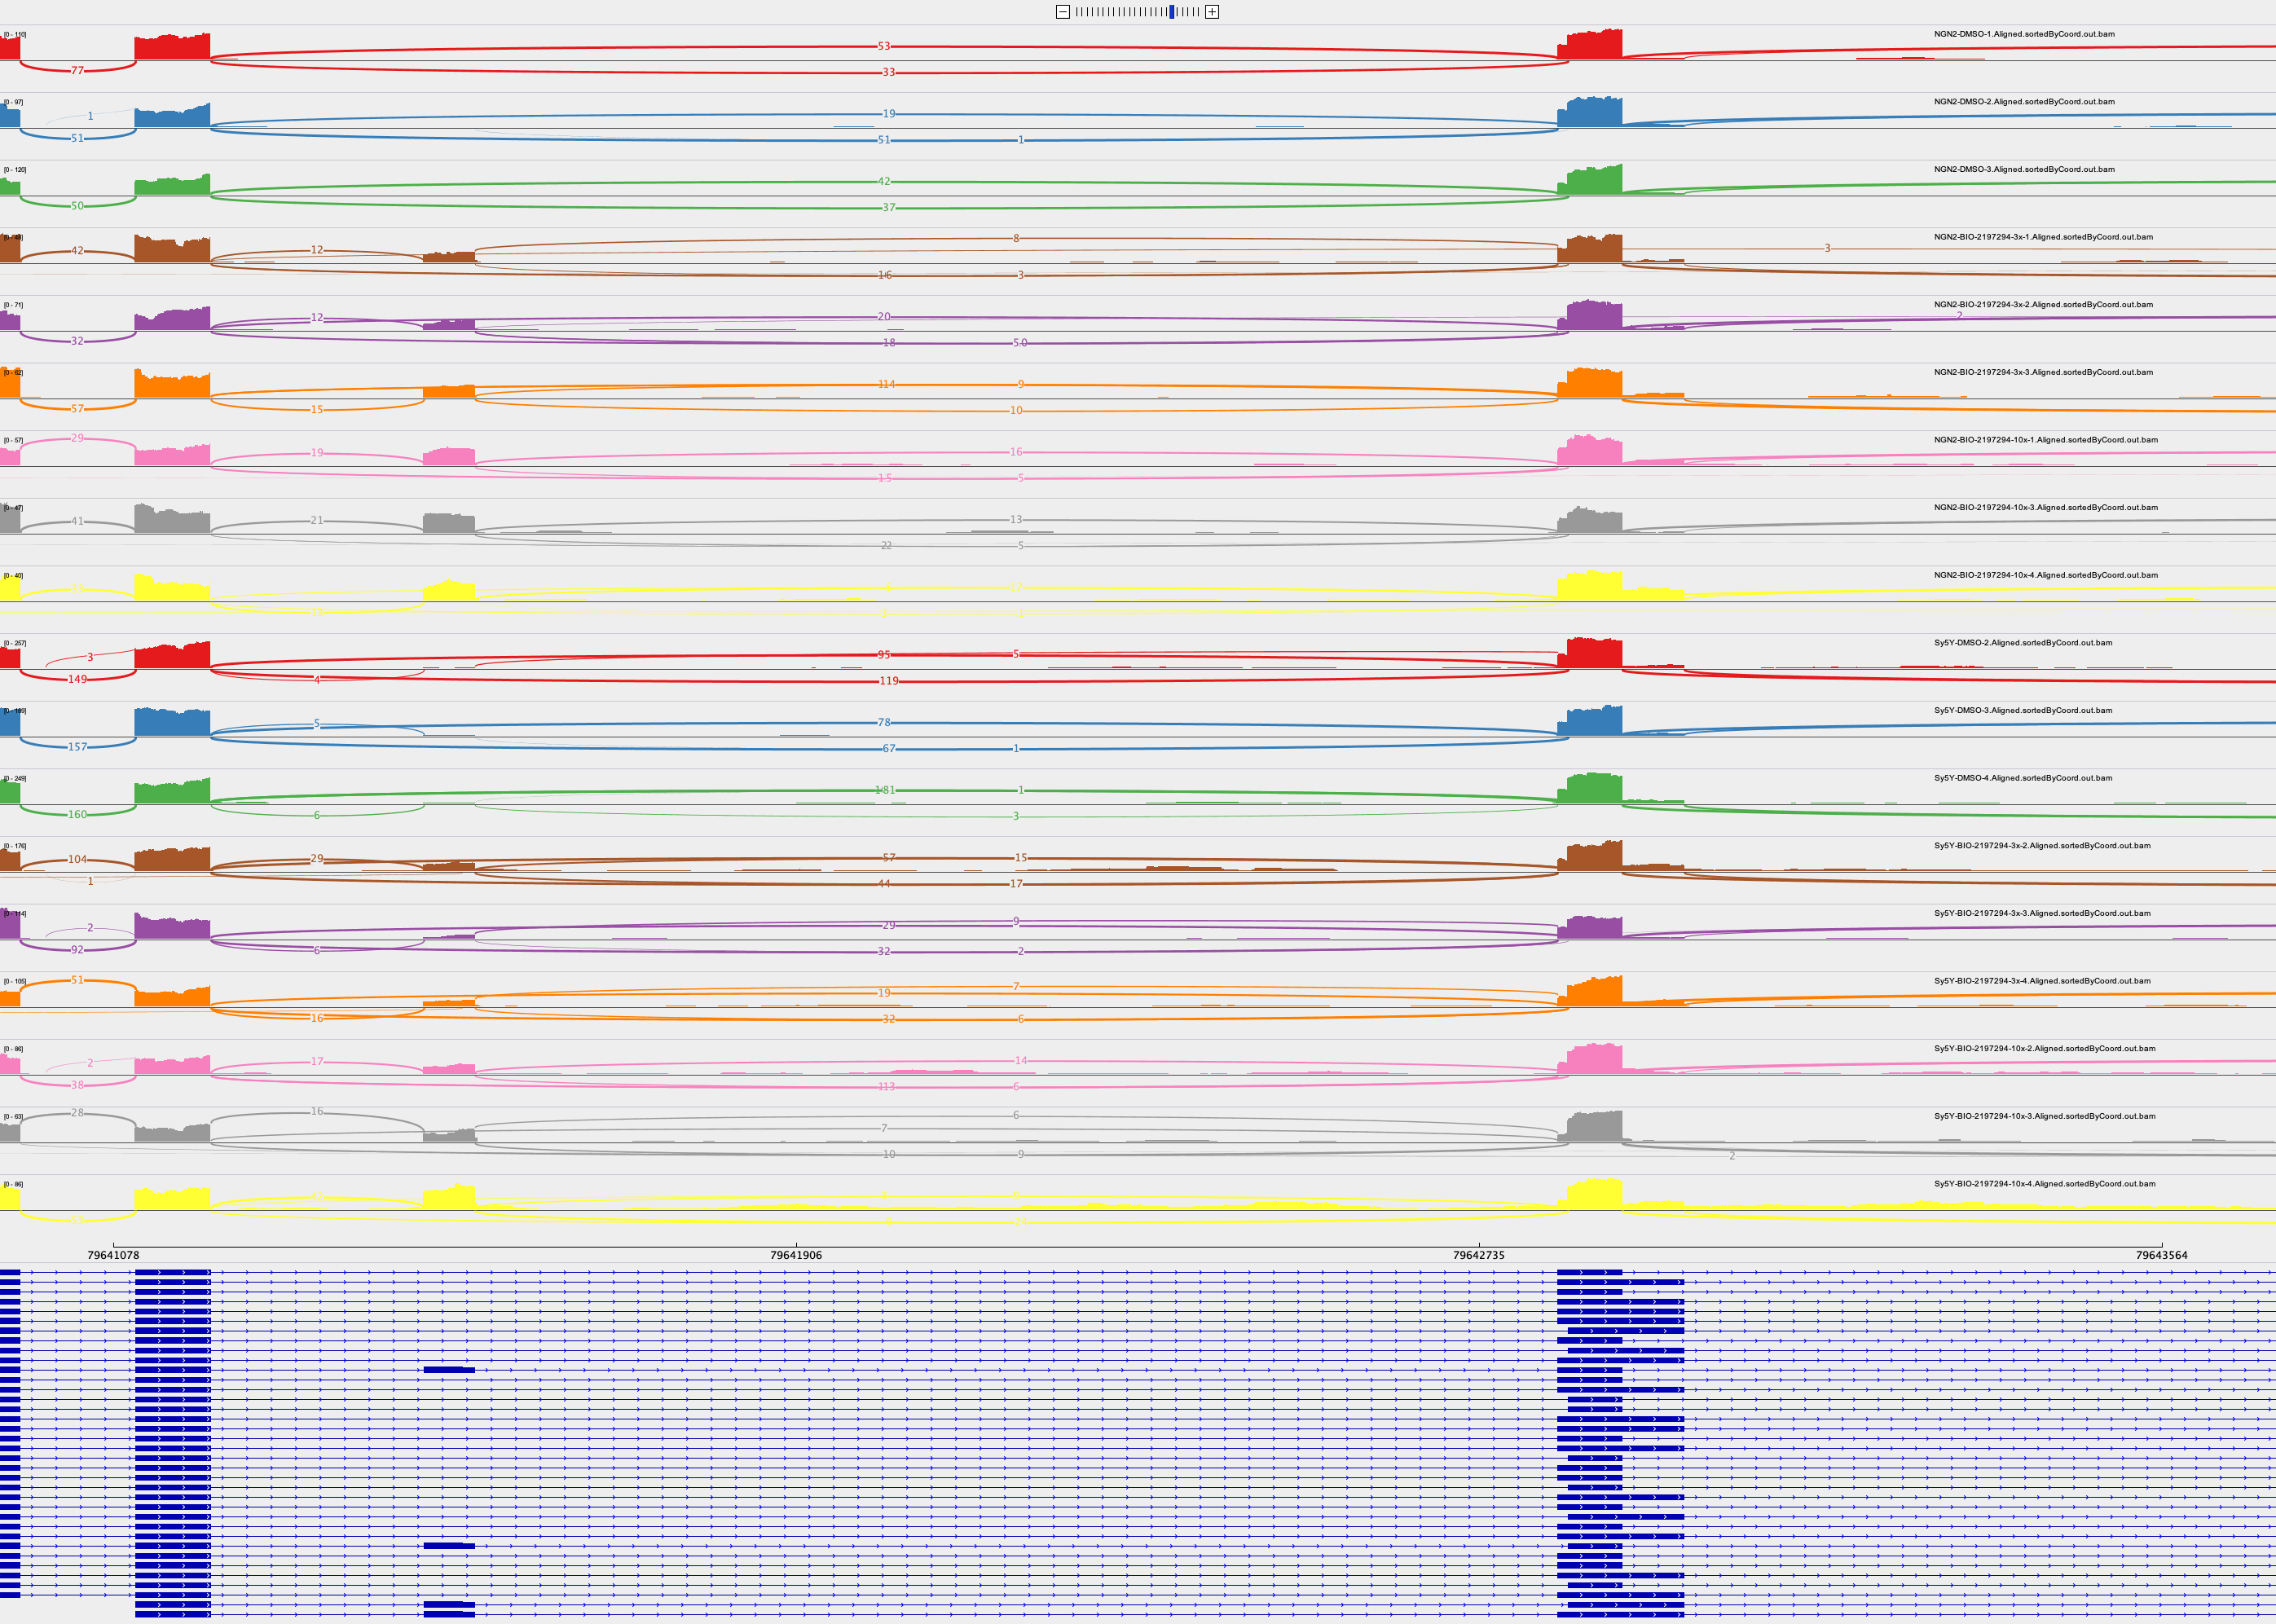 − +
[0 - 110] NGN2-DMSO-1.Aligned.sortedByCoord.out.bam
53
77 33
[0 - 97] NGN2-DMSO-2.Aligned.sortedByCoord.out.bam
1 19
51 51 1
[0 - 120] NGN2-DMSO-3.Aligned.sortedByCoord.out.bam
42
50 37
NGN2-BIO-2197294-3x-1.Aligned.sortedByCoord.out.bam
42 12 8 3
16 3
[0 - 71] NGN2-BIO-2197294-3x-2.Aligned.sortedByCoord.out.bam
12 20 2
32 18 5.0
[0 - 62] NGN2-BIO-2197294-3x-3.Aligned.sortedByCoord.out.bam
114 9
57 15 10
[0 - 57] NGN2-BIO-2197294-10x-1.Aligned.sortedByCoord.out.bam
29 19 16
15 5
[0 - 47] NGN2-BIO-2197294-10x-3.Aligned.sortedByCoord.out.bam
41 21 13
22 5
[0 - 40] NGN2-BIO-2197294-10x-4.Aligned.sortedByCoord.out.bam
[0 - 257] Sy5Y-DMSO-2.Aligned.sortedByCoord.out.bam
3 95 5
149 4 119
[0 - 189] Sy5Y-DMSO-3.Aligned.sortedByCoord.out.bam
5 78
157 67 1
[0 - 249] Sy5Y-DMSO-4.Aligned.sortedByCoord.out.bam
181 1
160 6 3
[0 - 176] Sy5Y-BIO-2197294-3x-2.Aligned.sortedByCoord.out.bam
104 29 57 15
1 44 17
[0 - 114] Sy5Y-BIO-2197294-3x-3.Aligned.sortedByCoord.out.bam
2 29 9
92 6 32 2
[0 - 105] Sy5Y-BIO-2197294-3x-4.Aligned.sortedByCoord.out.bam
51 19 7
16 32 6
[0 - 86] Sy5Y-BIO-2197294-10x-2.Aligned.sortedByCoord.out.bam
2 17 14
38 113 6
[0 - 63] Sy5Y-BIO-2197294-10x-3.Aligned.sortedByCoord.out.bam
28 16 7 6
10 9 2
[0 - 86] Sy5Y-BIO-2197294-10x-4.Aligned.sortedByCoord.out.bam
79641078 79641906 79642735 79643564